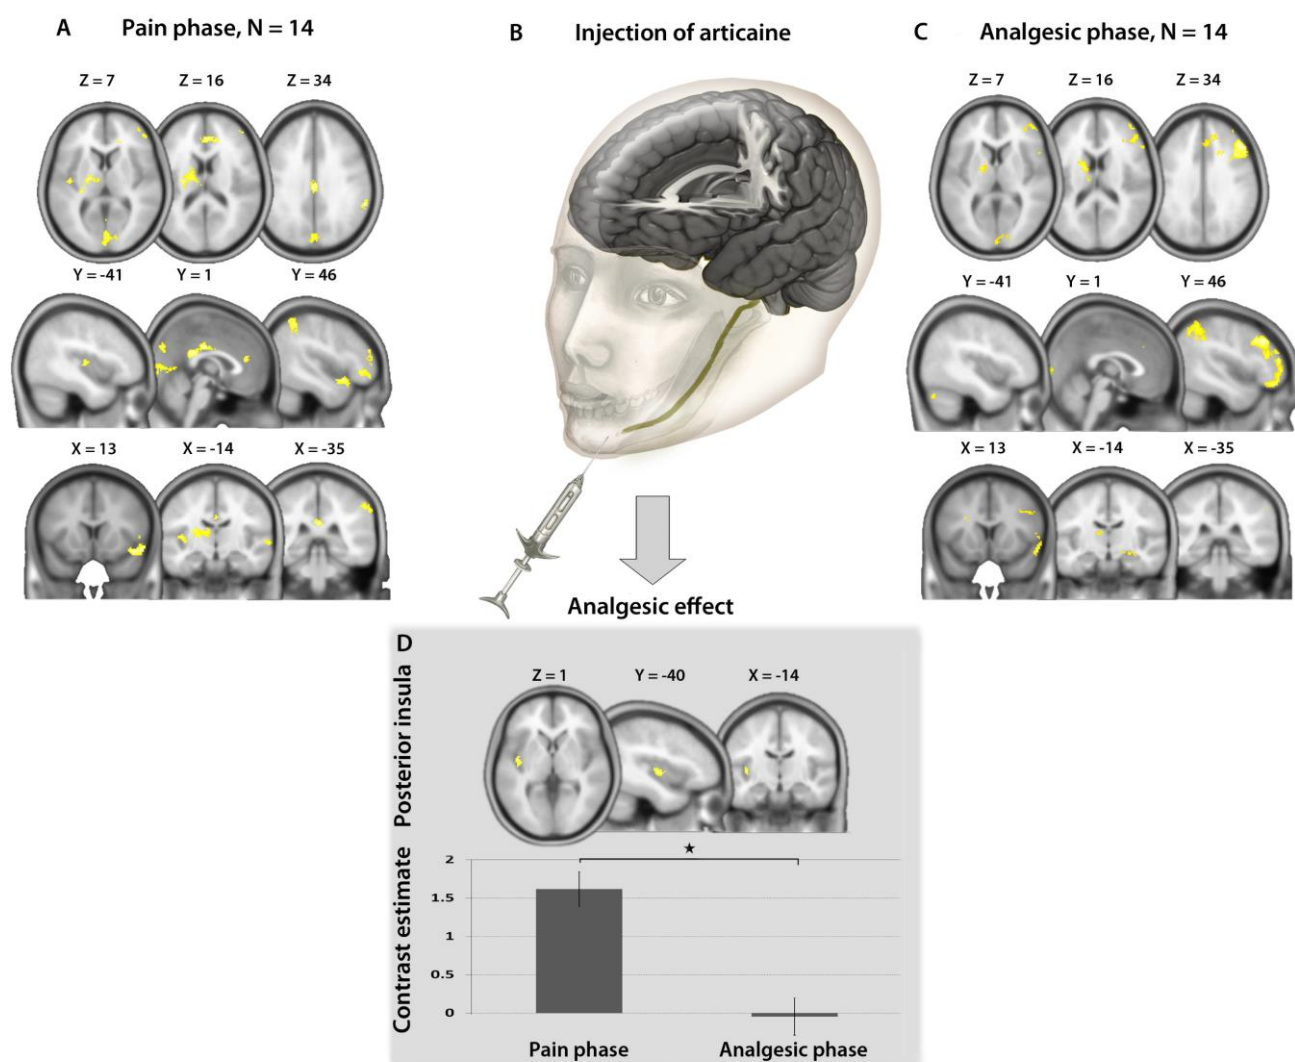 A Pain phase, N = 14
Z = 7 Z = 16 Z = 34
Y = -41 Y = 1 Y = 46
X = 13 X = -14 X = -35
B Injection of articaine
Analgesic effect
C Analgesic phase, N = 14
Z = 7 Z = 16 Z = 34
Y = -41 Y = 1 Y = 46
X = 13 X = -14 X = -35
D
Posterior insula
Z = 1 Y = -40 X = -14
Contrast estimate
★
2
1.5
1
0.5
0
Pain phase Analgesic phase